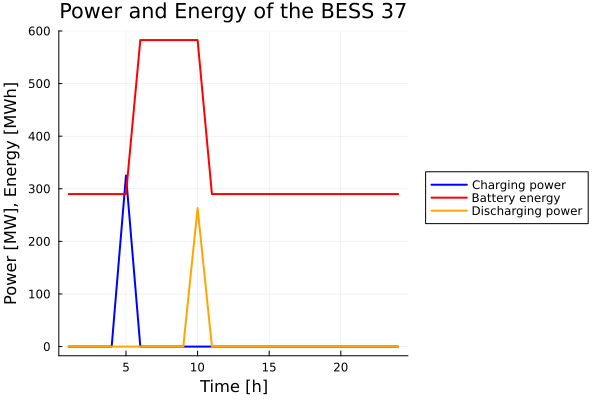 Power and Energy of the BESS 37
Power [MW], Energy [MWh]
600
500
400
300
200
100
0
5
10
15
20
Time [h]
Charging power
Battery energy
Discharging power